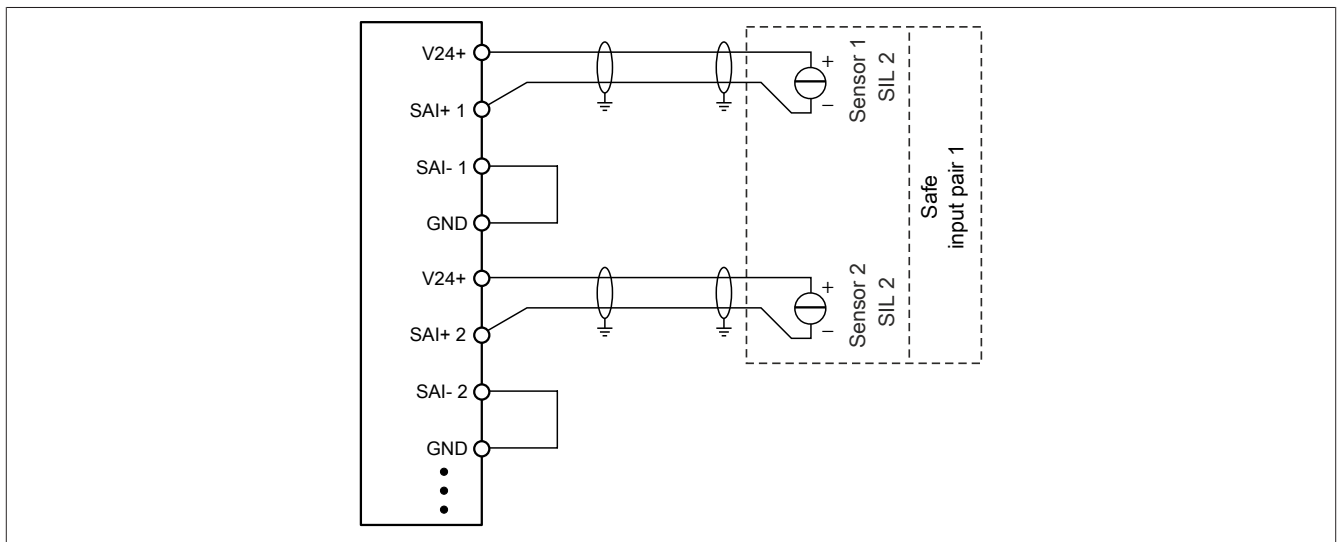 V24+
SAI+ 1
SAI- 1
GND
V24+
SAI+ 2
SAI- 2
GND
+
−
Sensor 1
SIL 2
+
−
Sensor 2
SIL 2
Safe
input pair 1